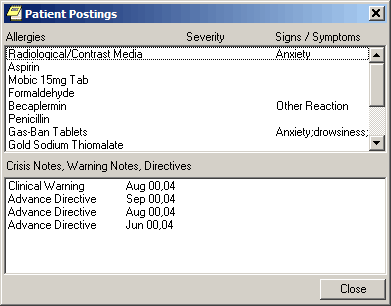 Patient Postings
Allergies Severity Signs / Symptoms
Radiological/Contrast Media Anxiety
Aspirin
Mobic 15mg Tab
Formaldehyde
Becaplermin Other Reaction
Penicillin
Gas-Ban Tablets Anxiety;drowsiness;
Gold Sodium Thiomalate
Crisis Notes, Warning Notes, Directives
Clinical Warning Aug 00,04
Advance Directive Sep 00,04
Advance Directive Aug 00,04
Advance Directive Jun 00,04
Close